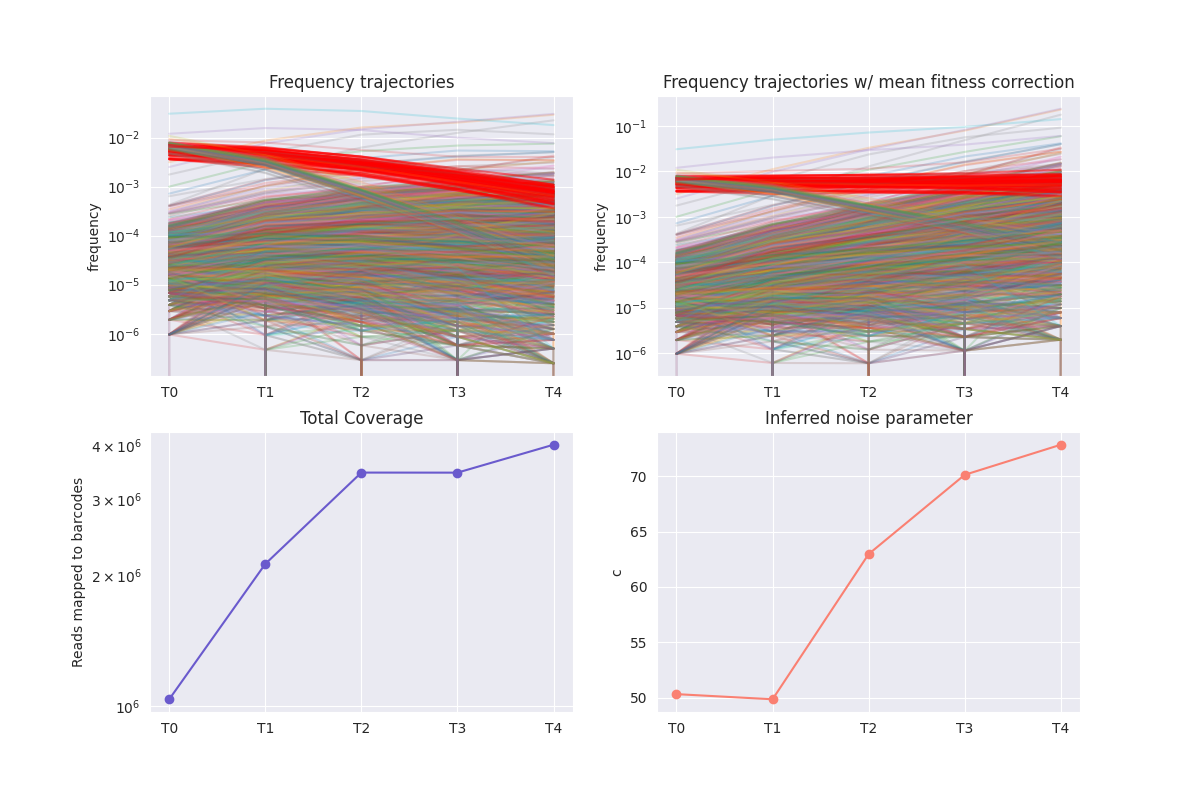 Frequency trajectories
frequency
10⁻²
10⁻³
10⁻⁴
10⁻⁵
10⁻⁶
T0 T1 T2 T3 T4
Frequency trajectories w/ mean fitness correction
frequency
10⁻¹
10⁻²
10⁻³
10⁻⁴
10⁻⁵
10⁻⁶
T0 T1 T2 T3 T4
Total Coverage
Reads mapped to barcodes
4 × 10⁶
3 × 10⁶
2 × 10⁶
10⁶
T0 T1 T2 T3 T4
Inferred noise parameter
c
70
65
60
55
50
T0 T1 T2 T3 T4